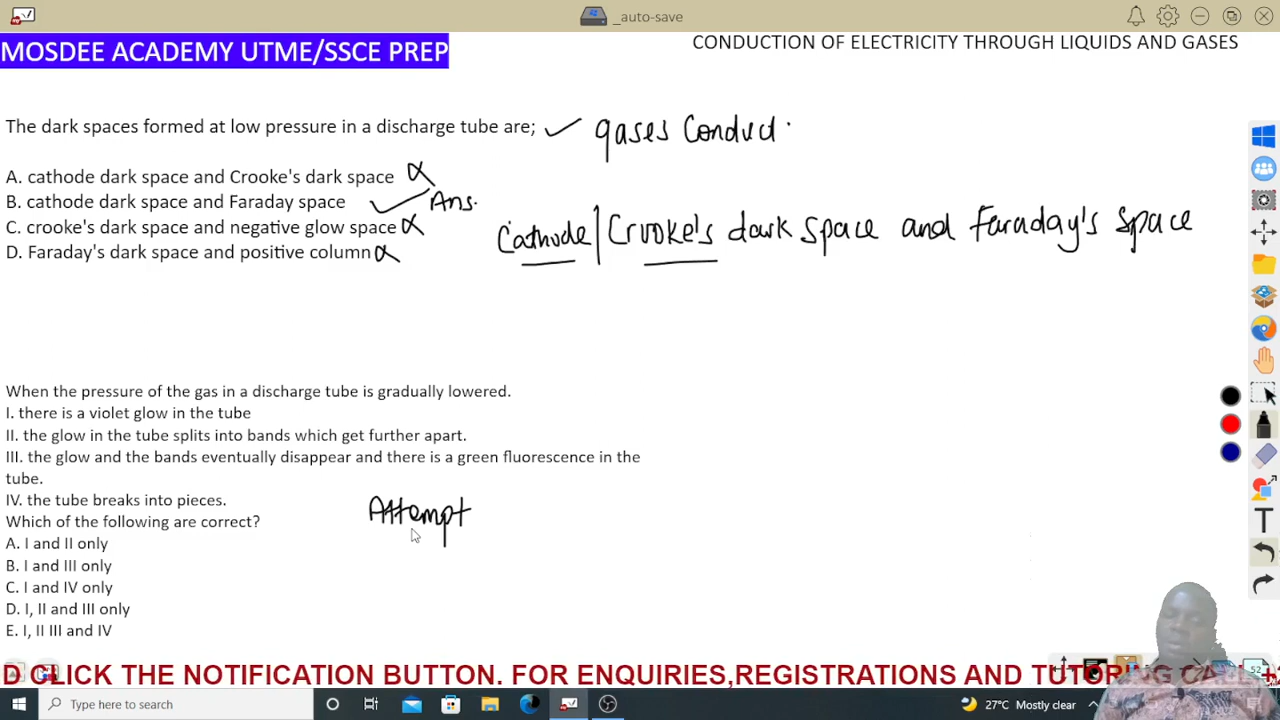 _auto-save
MOSDEE ACADEMY UTME/SSCE PREP
CONDUCTION OF ELECTRICITY THROUGH LIQUIDS AND GASES
The dark spaces formed at low pressure in a discharge tube are;
gases Conduct
A. cathode dark space and Crooke's dark space
B. cathode dark space and Faraday space
Ans.
C. crooke's dark space and negative glow space
D. Faraday's dark space and positive column
Cathode | Crooke's dark space and Faraday's space
When the pressure of the gas in a discharge tube is gradually lowered.
I. there is a violet glow in the tube
II. the glow in the tube splits into bands which get further apart.
III. the glow and the bands eventually disappear and there is a green fluorescence in the
tube.
IV. the tube breaks into pieces.
Which of the following are correct?
Attempt
A. I and II only
B. I and III only
C. I and IV only
D. I, II and III only
E. I, II III and IV
D CLICK THE NOTIFICATION BUTTON. FOR ENQUIRIES,REGISTRATIONS AND
52
Type here to search
27°C Mostly clear